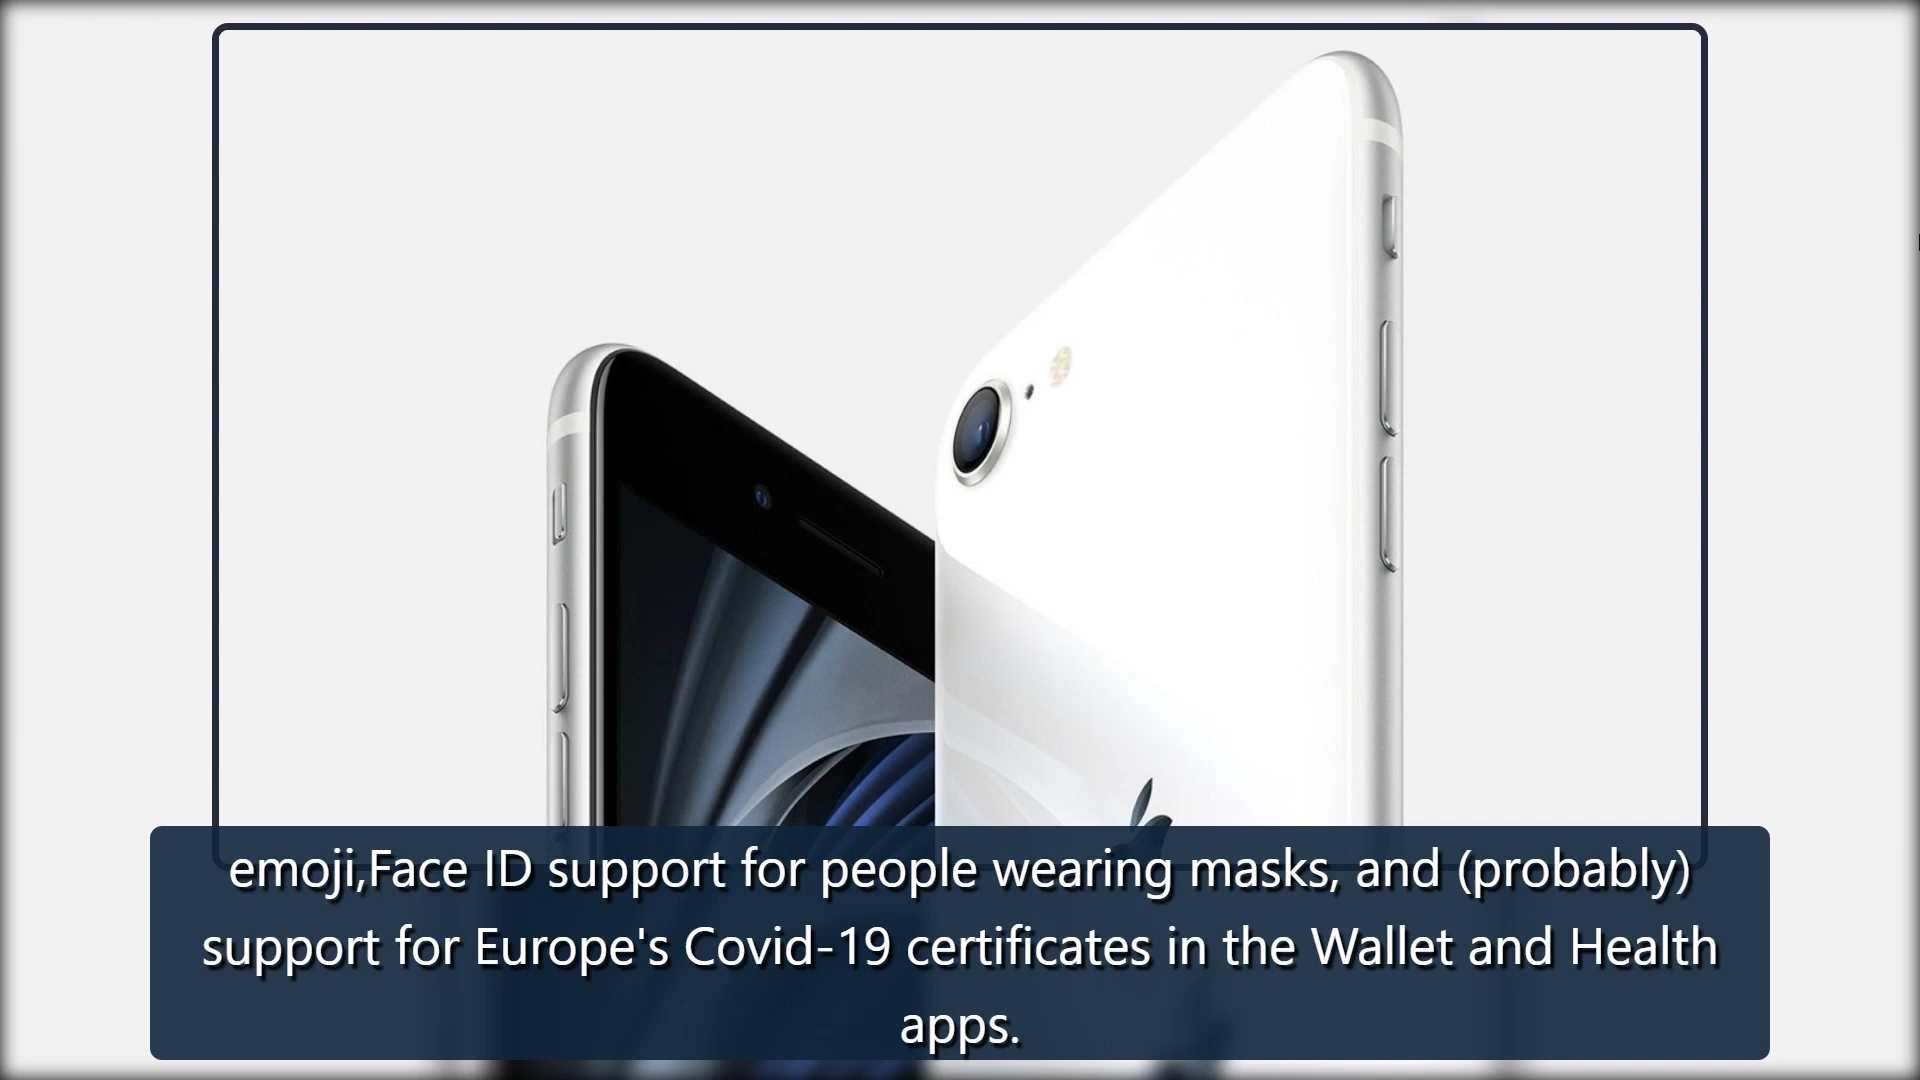 emoji,Face ID support for people wearing masks, and (probably)
support for Europe's Covid-19 certificates in the Wallet and Health
apps.